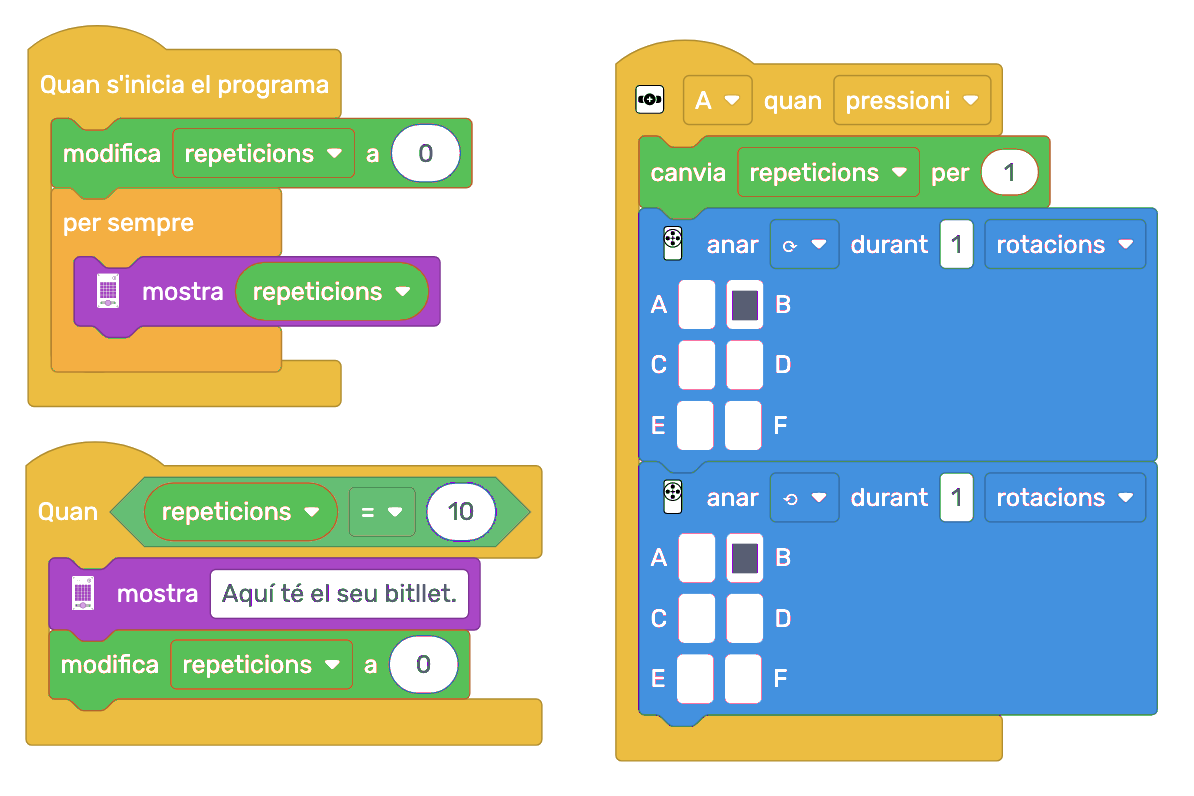 Quan s'inicia el programa
modifica repeticions a 0
per sempre
mostra repeticions
Quan repeticions = 10
mostra Aquí té el seu bitllet.
modifica repeticions a 0
A quan pressioni
canvia repeticions per 1
anar durant 1 rotacions
A B
C D
E F
anar durant 1 rotacions
A B
C D
E F